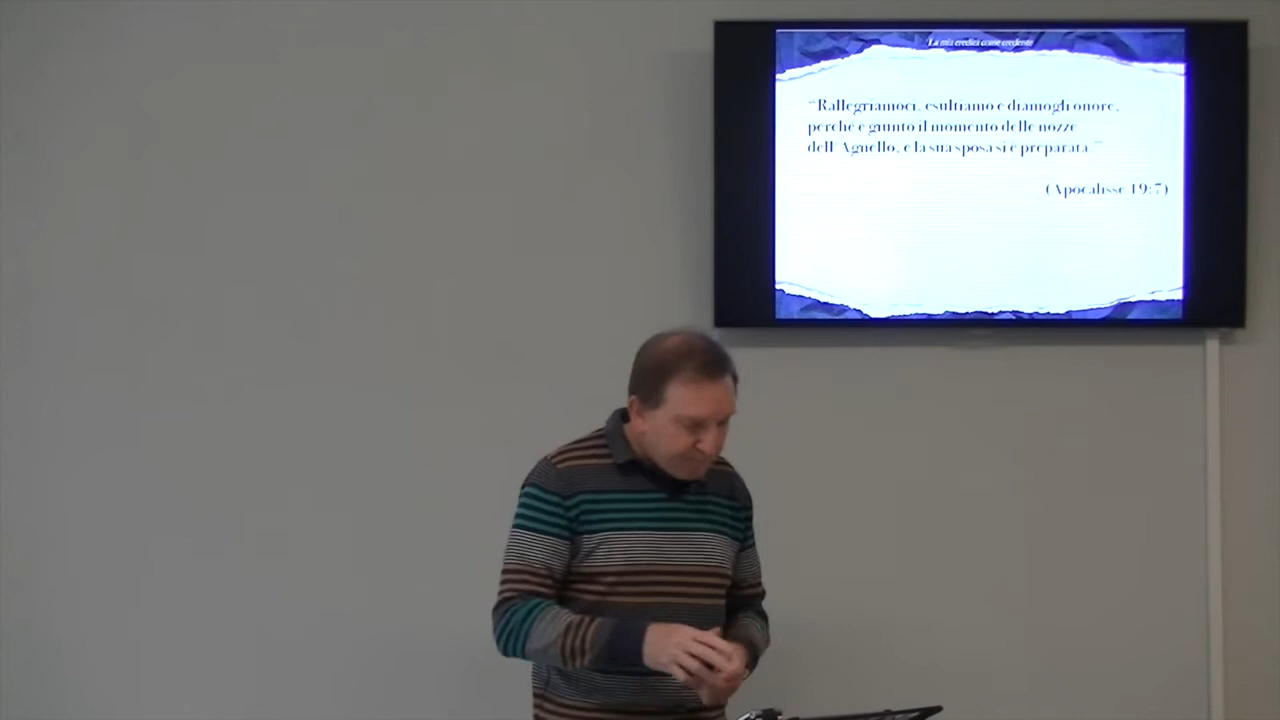 La mia eredità come credente
“Rallegriamoci, esultiamo e diamogli onore,
perché è giunto il momento delle nozze
dell'Agnello, e la sua sposa si è preparata.”
(Apocalisse 19:7)